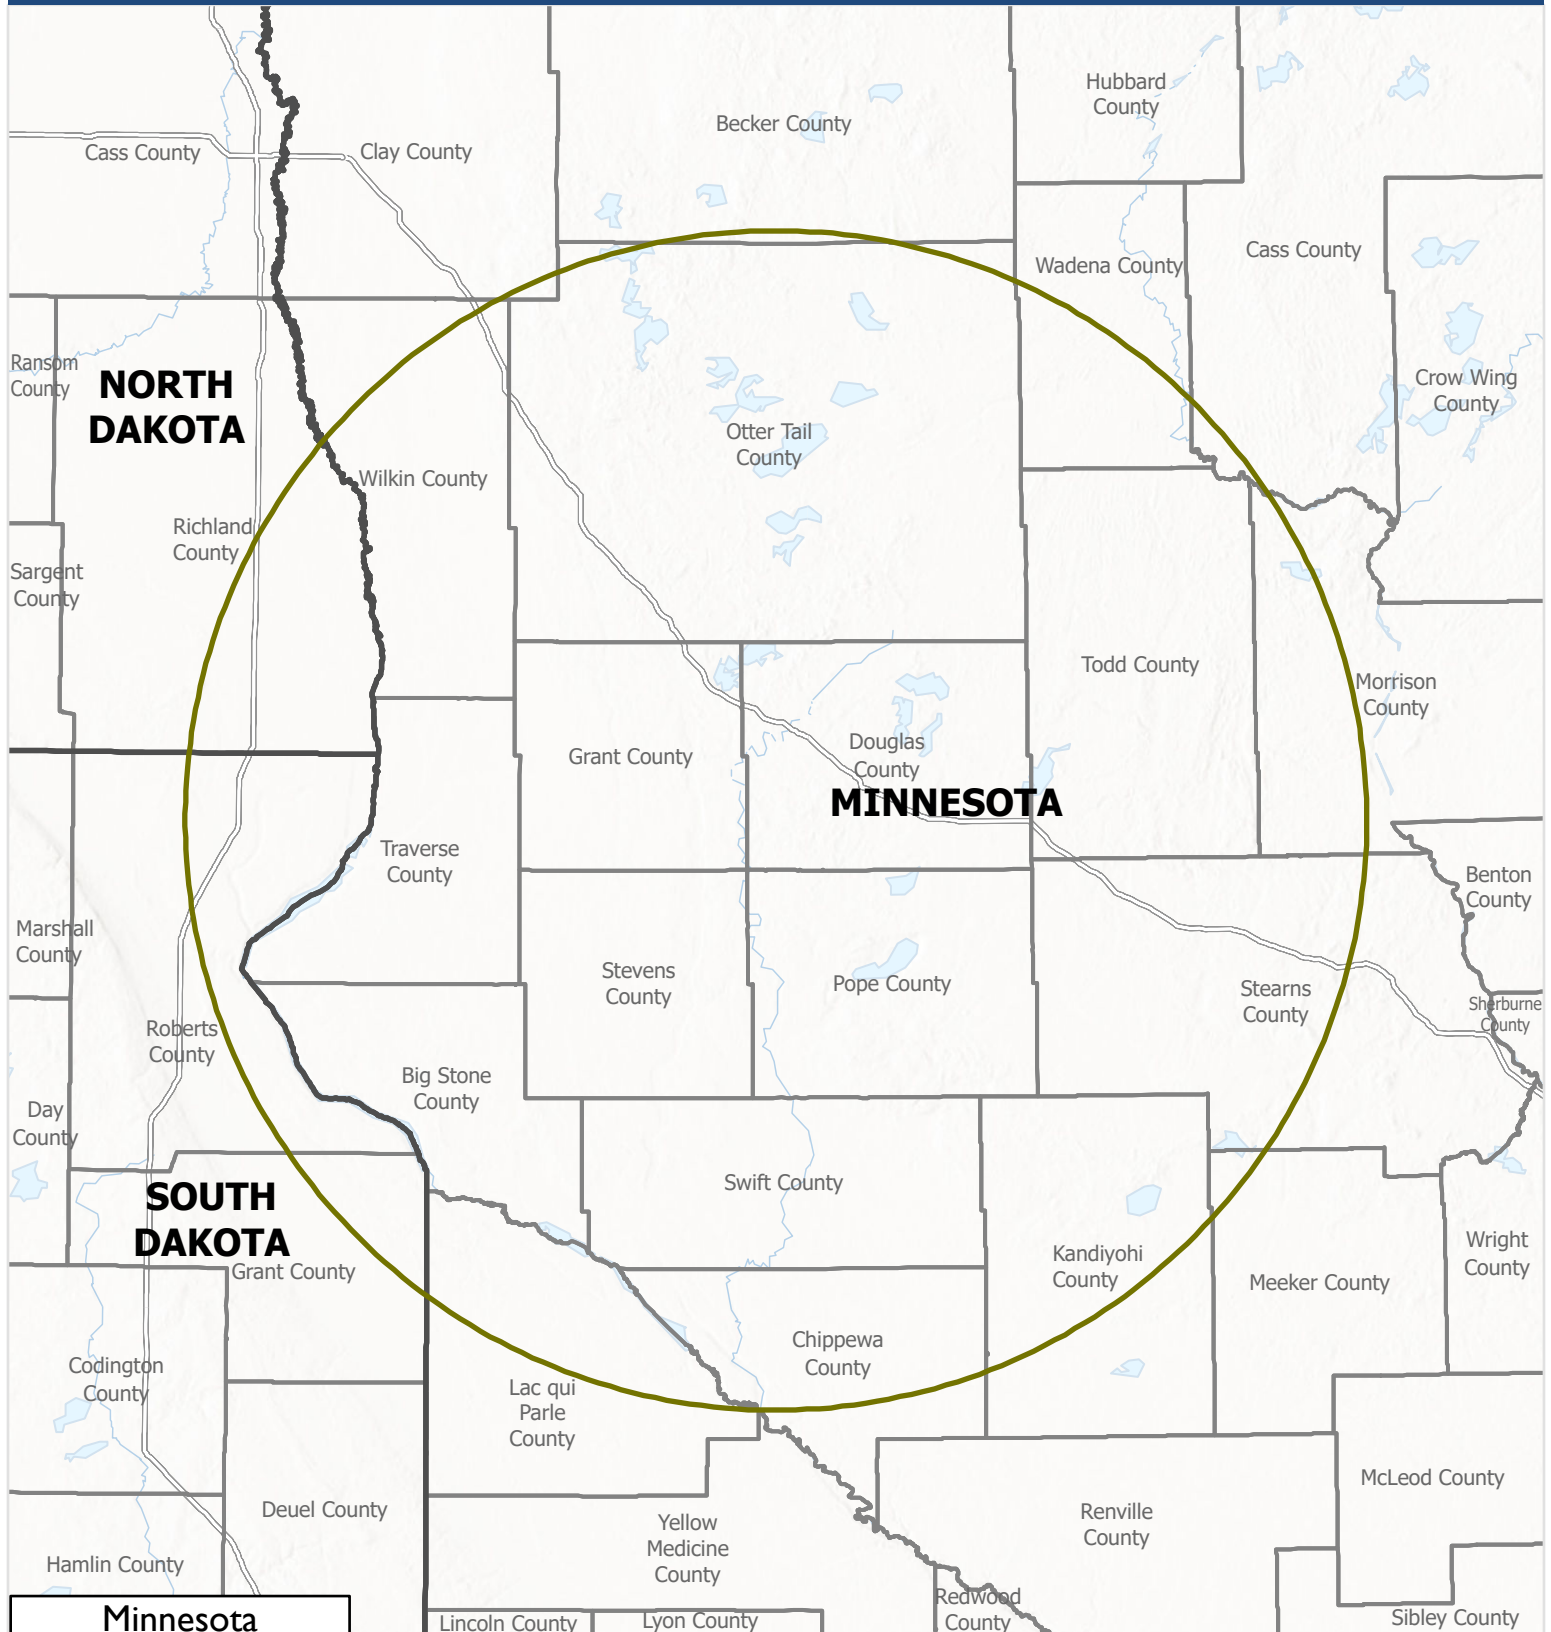 Hubbard
County
Becker County
Cass County
Clay County
Cass County
Wadena County
Ransom
County
NORTH
DAKOTA
Crow Wing
County
Otter Tail
County
Wilkin County
Richland
County
Sargent
County
Todd County
Morrison
County
Grant County
Douglas
County
MINNESOTA
Traverse
County
Benton
County
Marshall
County
Stevens
County
Pope County
Stearns
County
Sherburne
County
Roberts
County
Big Stone
County
Day
County
Swift County
SOUTH
DAKOTA
Grant County
Kandiyohi
County
Meeker County
Wright
County
Chippewa
County
Codington
County
Lac qui
Parle
County
McLeod County
Deuel County
Renville
County
Yellow
Medicine
County
Hamlin County
Redwood
County
Minnesota
Lincoln County
Lyon County
Sibley County